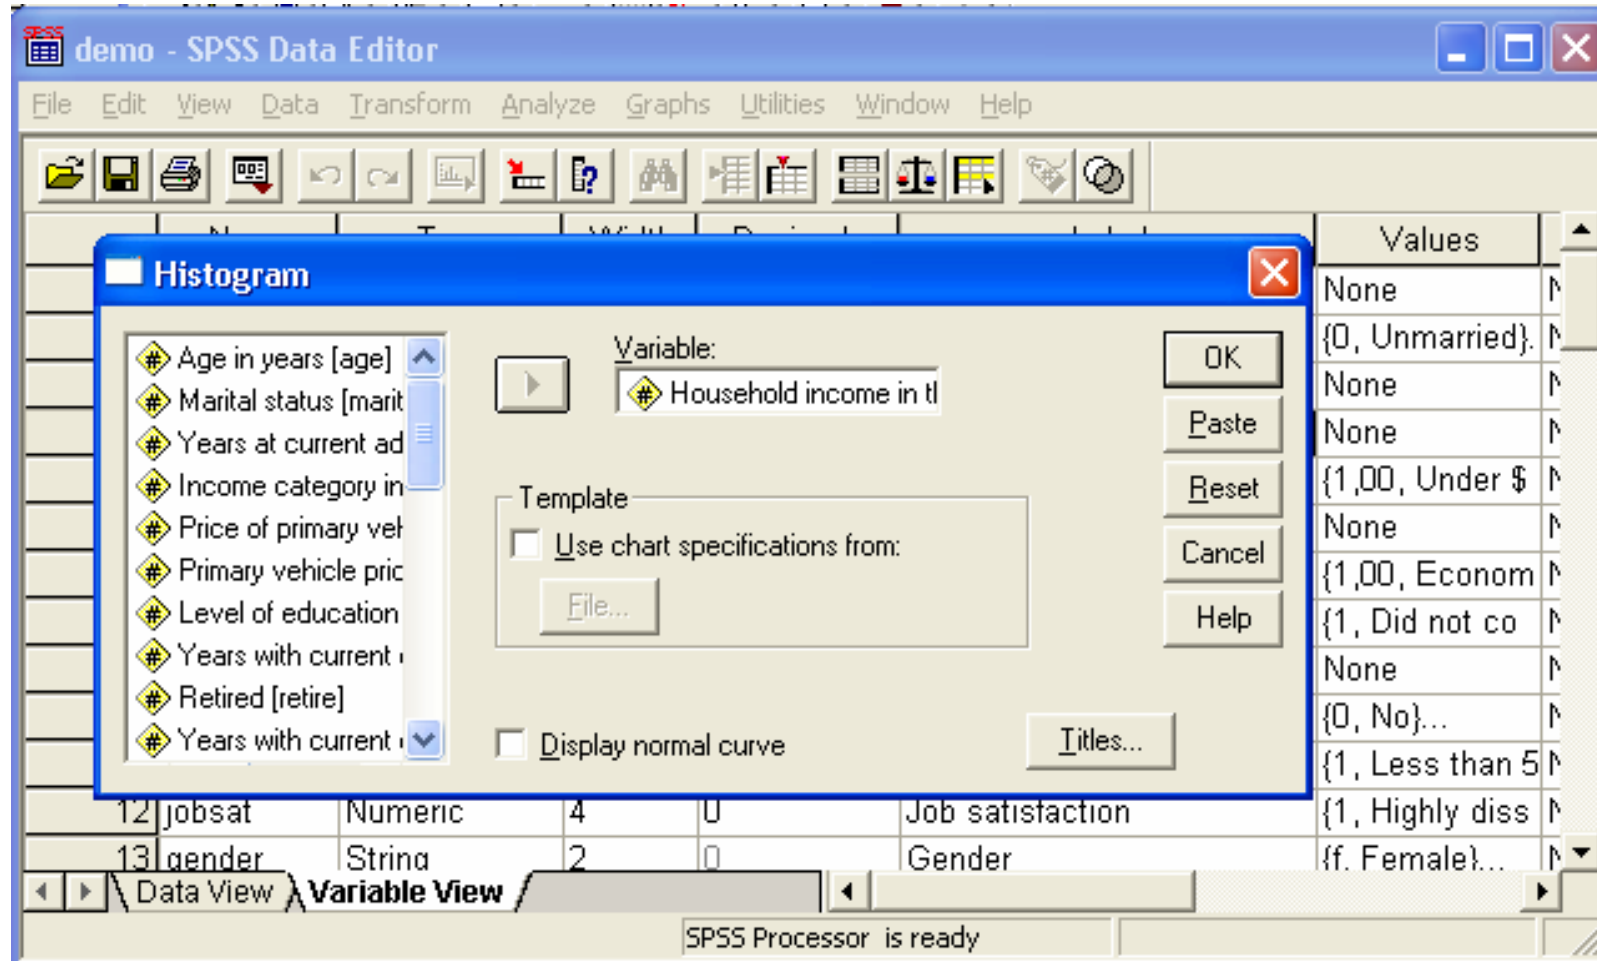 SPSS
demo - SPSS Data Editor
File Edit View Data Transform Analyze Graphs Utilities Window Help
Values
Histogram
None
Variable:
OK
{0, Unmarried}.
# Age in years [age]
# Household income in tl
None
# Marital status [marit
Paste
None
# Years at current ad
Reset
{1,00, Under $
# Income category in
Template
None
# Price of primary veh
Use chart specifications from:
Cancel
{1,00, Econom
# Primary vehicle pric
File...
Help
{1, Did not co
# Level of education
None
# Years with current
{0, No}...
# Retired [retire]
# Years with current
Display normal curve
Titles...
{1, Less than 5
12 jobsat Numeric 4 0 Job satisfaction {1, Highly diss
13 gender String 2 0 Gender {f, Female}...
Data View Variable View
SPSS Processor is ready